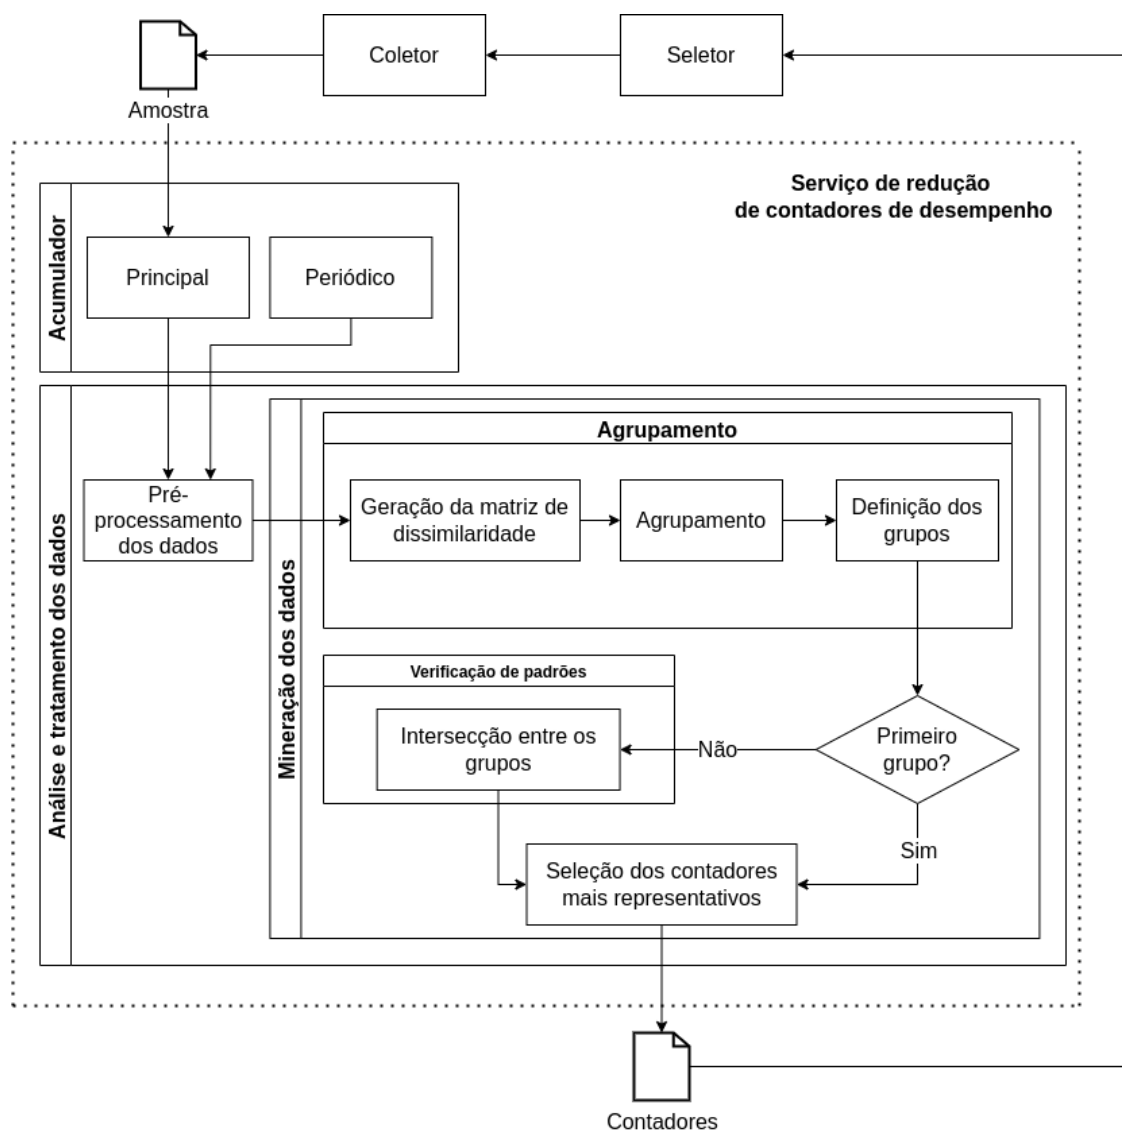 Coletor
Seletor
Amostra
Serviço de redução
de contadores de desempenho
Acumulador
Principal
Periódico
Análise e tratamento dos dados
Pré-
processamento
dos dados
Mineração dos dados
Agrupamento
Geração da matriz de
dissimilaridade
Agrupamento
Definição dos
grupos
Verificação de padrões
Intersecção entre os
grupos
Não
Primeiro
grupo?
Sim
Seleção dos contadores
mais representativos
Contadores